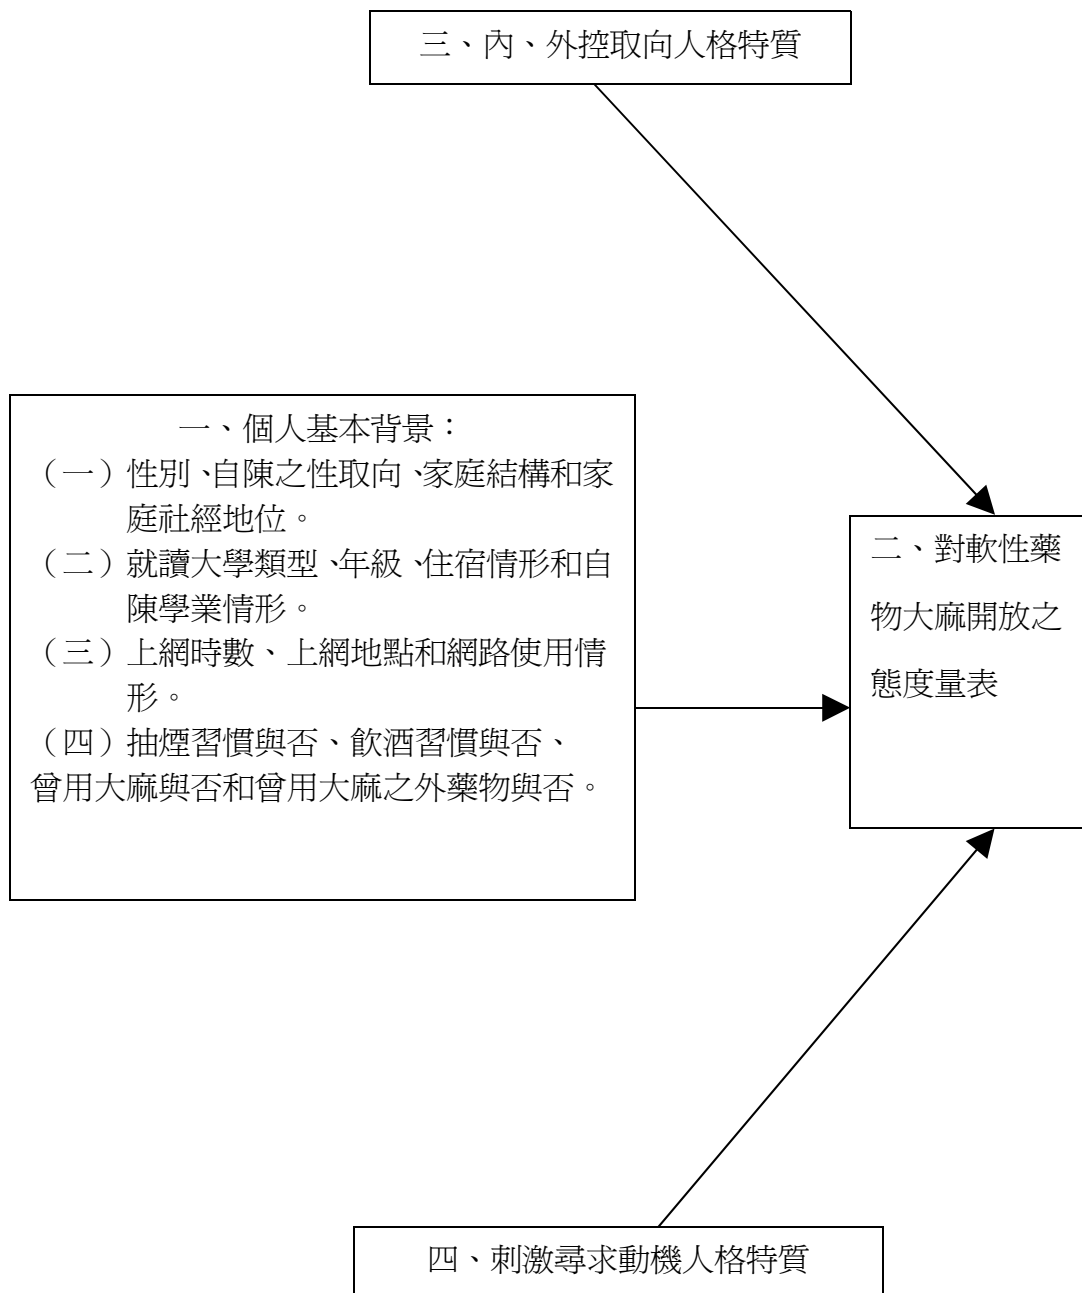 三、內、外控取向人格特質
一、個人基本背景：
（一）性別、自陳之性取向、家庭結構和家
庭社經地位。
（二）就讀大學類型、年級、住宿情形和自
陳學業情形。
（三）上網時數、上網地點和網路使用情
形。
（四）抽煙習慣與否、飲酒習慣與否、
曾用大麻與否和曾用大麻之外藥物與否。
二、對軟性藥
物大麻開放之
態度量表
四、刺激尋求動機人格特質